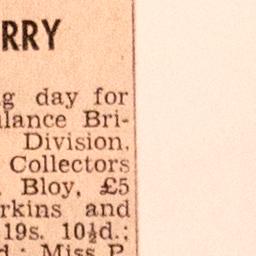 RRY
g day for
lance Bri-
Division.
Collectors
Bloy, £5
rkins and
19s. 10½d.;
d.; Miss P.